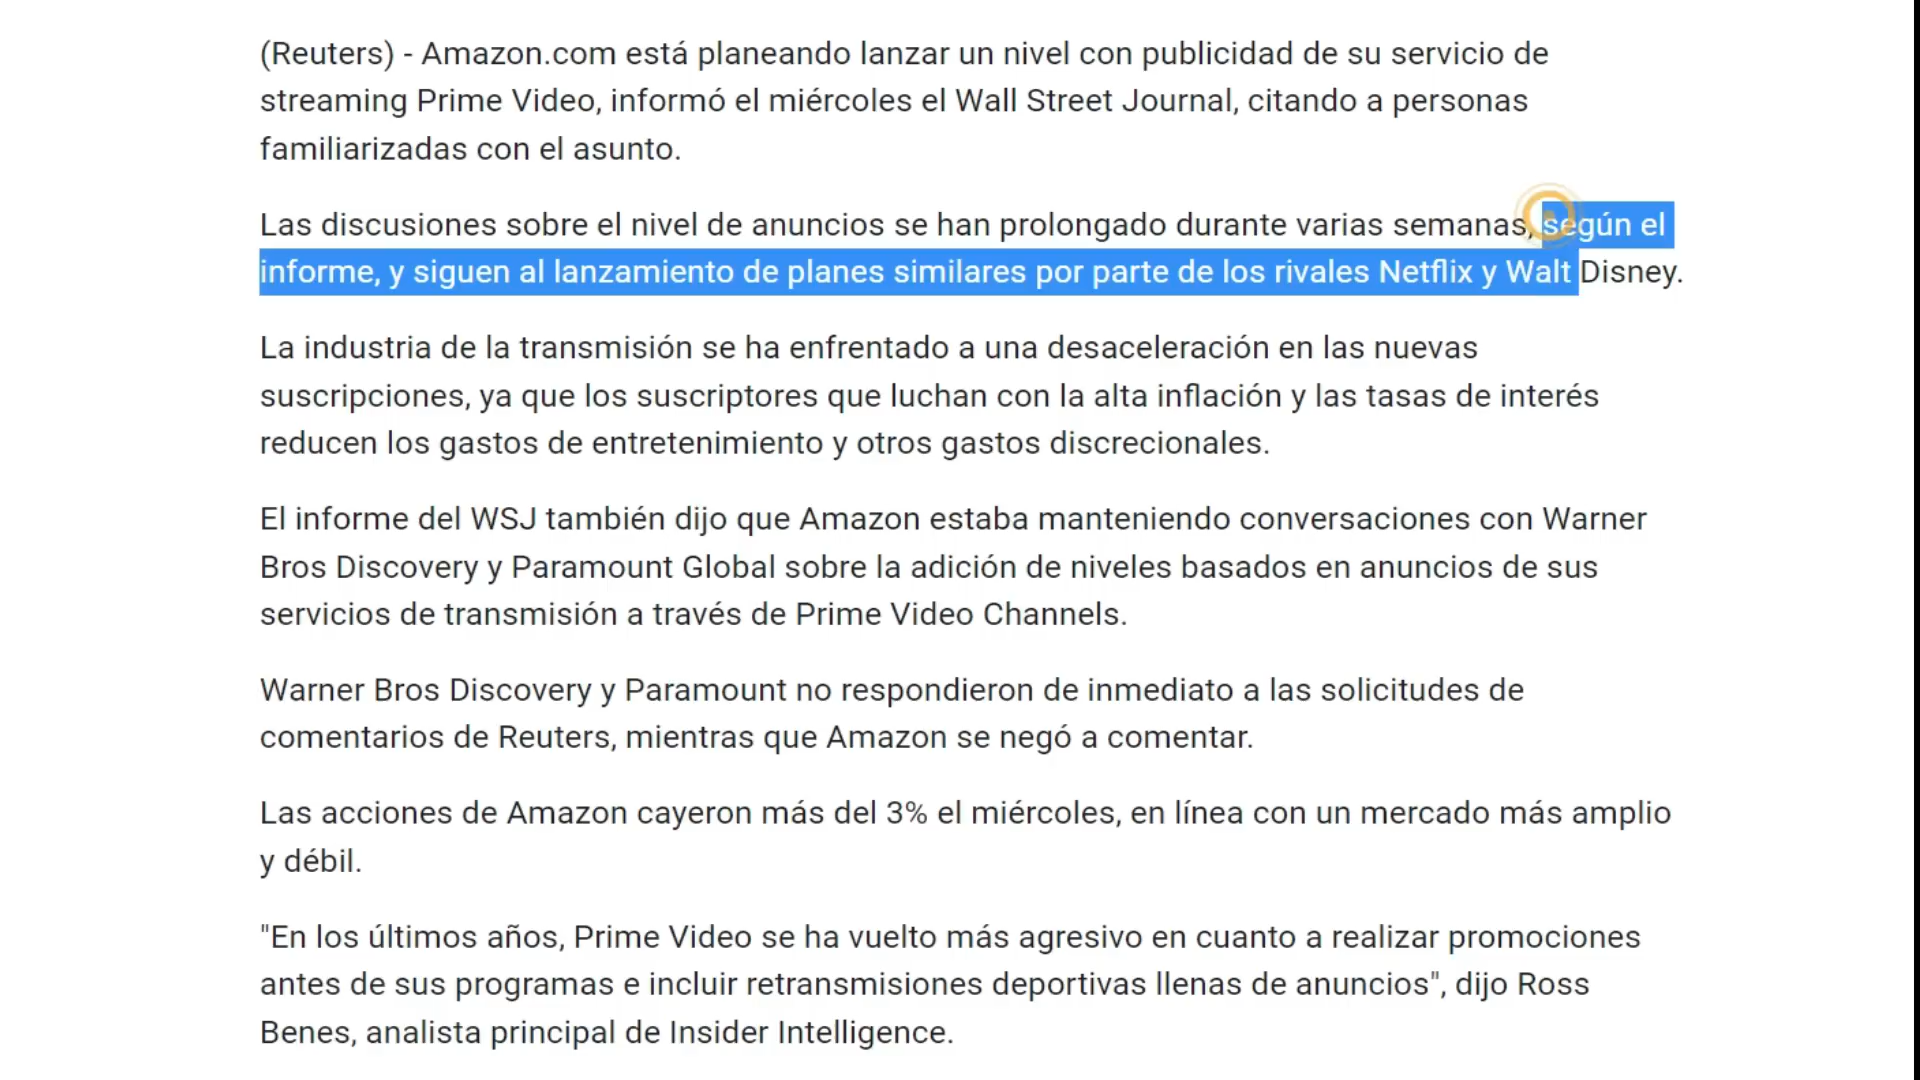 (Reuters) - Amazon.com está planeando lanzar un nivel con publicidad de su servicio de
streaming Prime Video, informó el miércoles el Wall Street Journal, citando a personas
familiarizadas con el asunto.
Las discusiones sobre el nivel de anuncios se han prolongado durante varias semanas, según el
informe, y siguen al lanzamiento de planes similares por parte de los rivales Netflix y Walt Disney.
La industria de la transmisión se ha enfrentado a una desaceleración en las nuevas
suscripciones, ya que los suscriptores que luchan con la alta inflación y las tasas de interés
reducen los gastos de entretenimiento y otros gastos discrecionales.
El informe del WSJ también dijo que Amazon estaba manteniendo conversaciones con Warner
Bros Discovery y Paramount Global sobre la adición de niveles basados en anuncios de sus
servicios de transmisión a través de Prime Video Channels.
Warner Bros Discovery y Paramount no respondieron de inmediato a las solicitudes de
comentarios de Reuters, mientras que Amazon se negó a comentar.
Las acciones de Amazon cayeron más del 3% el miércoles, en línea con un mercado más amplio
y débil.
"En los últimos años, Prime Video se ha vuelto más agresivo en cuanto a realizar promociones
antes de sus programas e incluir retransmisiones deportivas llenas de anuncios", dijo Ross
Benes, analista principal de Insider Intelligence.